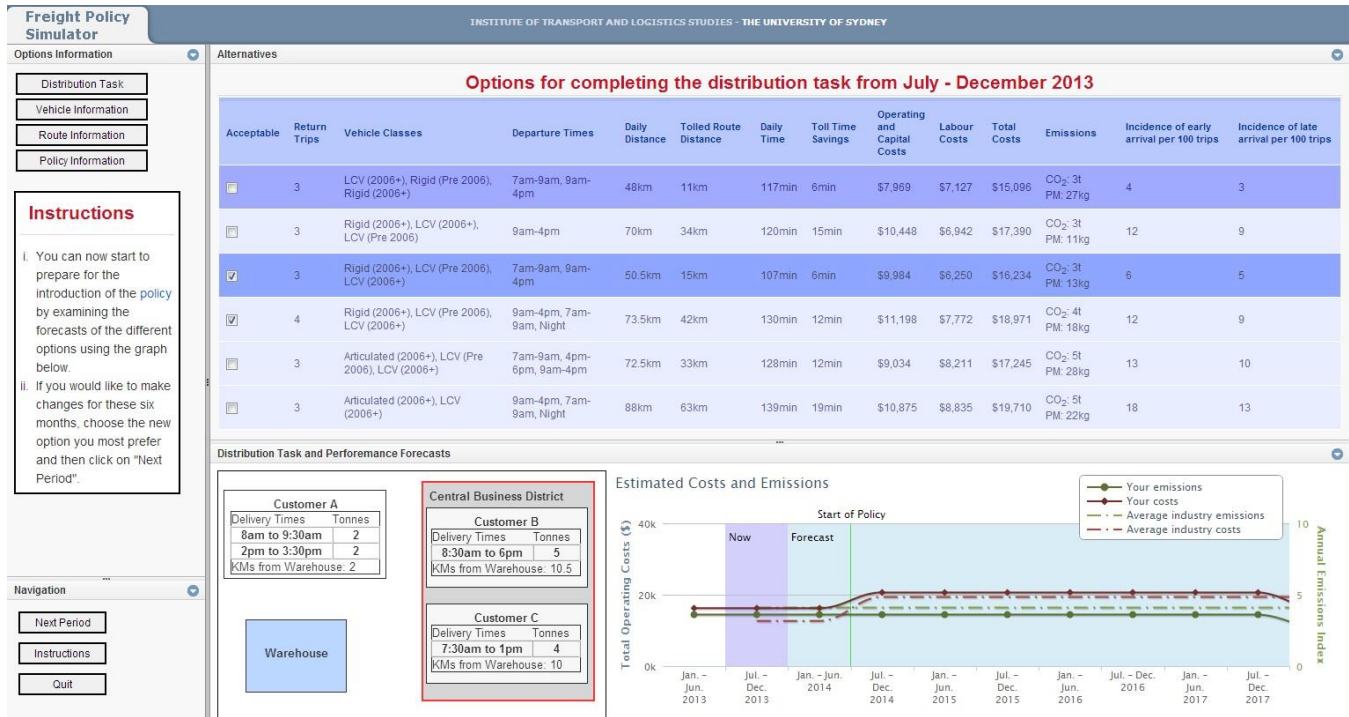 Freight Policy
Simulator
INSTITUTE OF TRANSPORT AND LOGISTICS STUDIES - THE UNIVERSITY OF SYDNEY
Options Information
Distribution Task
Vehicle Information
Route Information
Policy Information
Instructions
i. You can now start to
prepare for the
introduction of the policy
by examining the
forecasts of the different
options using the graph
below.
ii. If you would like to make
changes for these six
months, choose the new
option you most prefer
and then click on "Next
Period".
Navigation
Next Period
Instructions
Quit
Alternatives
Options for completing the distribution task from July - December 2013
Acceptable Return Trips Vehicle Classes Departure Times Daily Distance Tolled Route Distance Daily Time Toll Time Savings Operating and Capital Costs Labour Costs Total Costs Emissions Incidence of early arrival per 100 trips Incidence of late arrival per 100 trips
3 LCV (2006+), Rigid (Pre 2006), Rigid (2006+) 7am-9am, 9am-4pm 48km 11km 117min 6min $7,969 $7,127 $15,096 CO2: 3t PM: 27kg 4 3
3 Rigid (2006+), LCV (2006+), LCV (Pre 2006) 9am-4pm 70km 34km 120min 15min $10,448 $6,942 $17,390 CO2: 3t PM: 11kg 12 9
3 Rigid (2006+), LCV (Pre 2006), LCV (2006+) 7am-9am, 9am-4pm 50.5km 15km 107min 6min $9,984 $6,250 $16,234 CO2: 3t PM: 13kg 6 5
4 Rigid (2006+), LCV (Pre 2006), LCV (2006+) 9am-4pm, 7am-9am, Night 73.5km 42km 130min 12min $11,198 $7,772 $18,971 CO2: 4t PM: 18kg 12 9
3 Articulated (2006+), LCV (Pre 2006), LCV (2006+) 7am-9am, 4pm-6pm, 9am-4pm 72.5km 33km 128min 12min $9,034 $8,211 $17,245 CO2: 5t PM: 28kg 13 10
3 Articulated (2006+), LCV (2006+) 9am-4pm, 7am-9am, Night 88km 63km 139min 19min $10,875 $8,835 $19,710 CO2: 5t PM: 22kg 18 13
Distribution Task and Performance Forecasts
Customer A
Delivery Times Tonnes
8am to 9:30am 2
2pm to 3:30pm 2
KMs from Warehouse: 2
Warehouse
Central Business District
Customer B
Delivery Times Tonnes
8:30am to 6pm 5
KMs from Warehouse: 10.5
Customer C
Delivery Times Tonnes
7:30am to 1pm 4
KMs from Warehouse: 10
Estimated Costs and Emissions
Your emissions
Your costs
Average industry emissions
Average industry costs
Start of Policy
Now
Forecast
Total Operating Costs ($)
40k
20k
0k
Annual Emissions Index
10
5
0
Jan. - Jun. 2013
Jul. - Dec. 2013
Jan. - Jun. 2014
Jul. - Dec. 2014
Jan. - Jun. 2015
Jul. - Dec. 2015
Jan. - Jun. 2016
Jul. - Dec. 2016
Jan. - Jun. 2017
Jul. - Dec. 2017